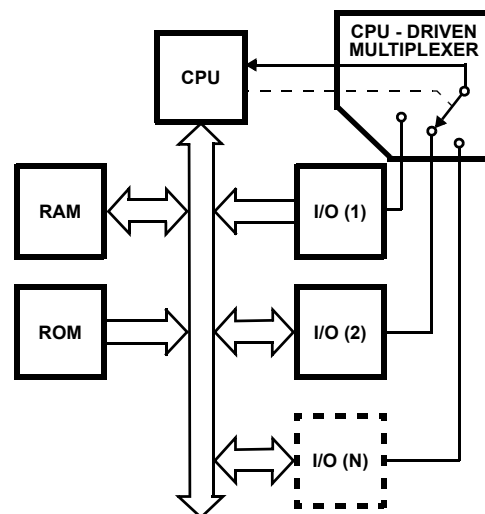 CPU - DRIVEN
MULTIPLEXER
CPU
RAM
I/O (1)
ROM
I/O (2)
I/O (N)